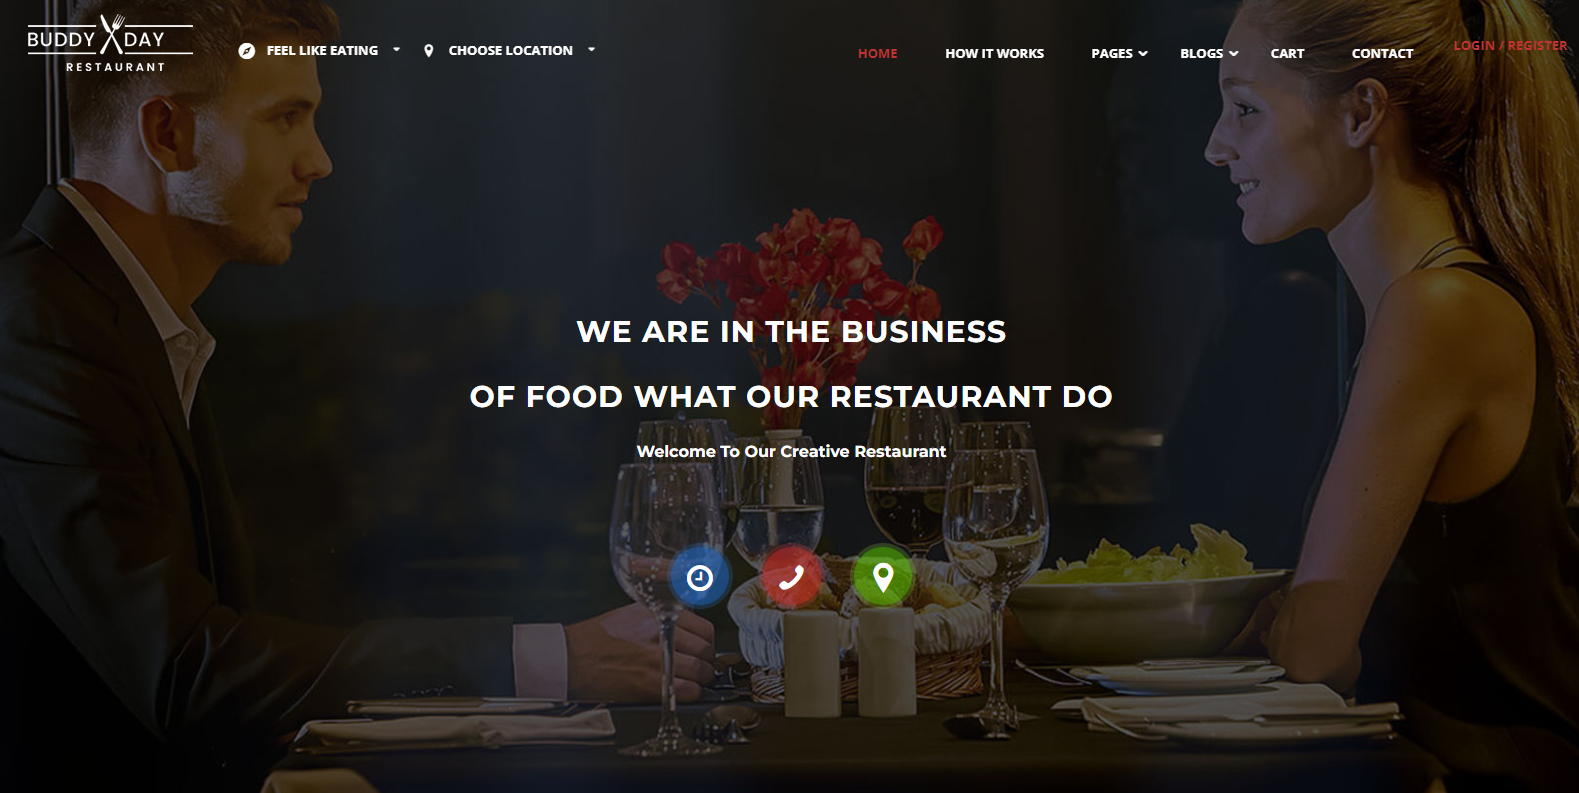 BUDDY DAY
RESTAURANT
FEEL LIKE EATING
CHOOSE LOCATION
HOME
HOW IT WORKS
PAGES
BLOGS
CART
CONTACT
LOGIN / REGISTER
WE ARE IN THE BUSINESS
OF FOOD WHAT OUR RESTAURANT DO
Welcome To Our Creative Restaurant